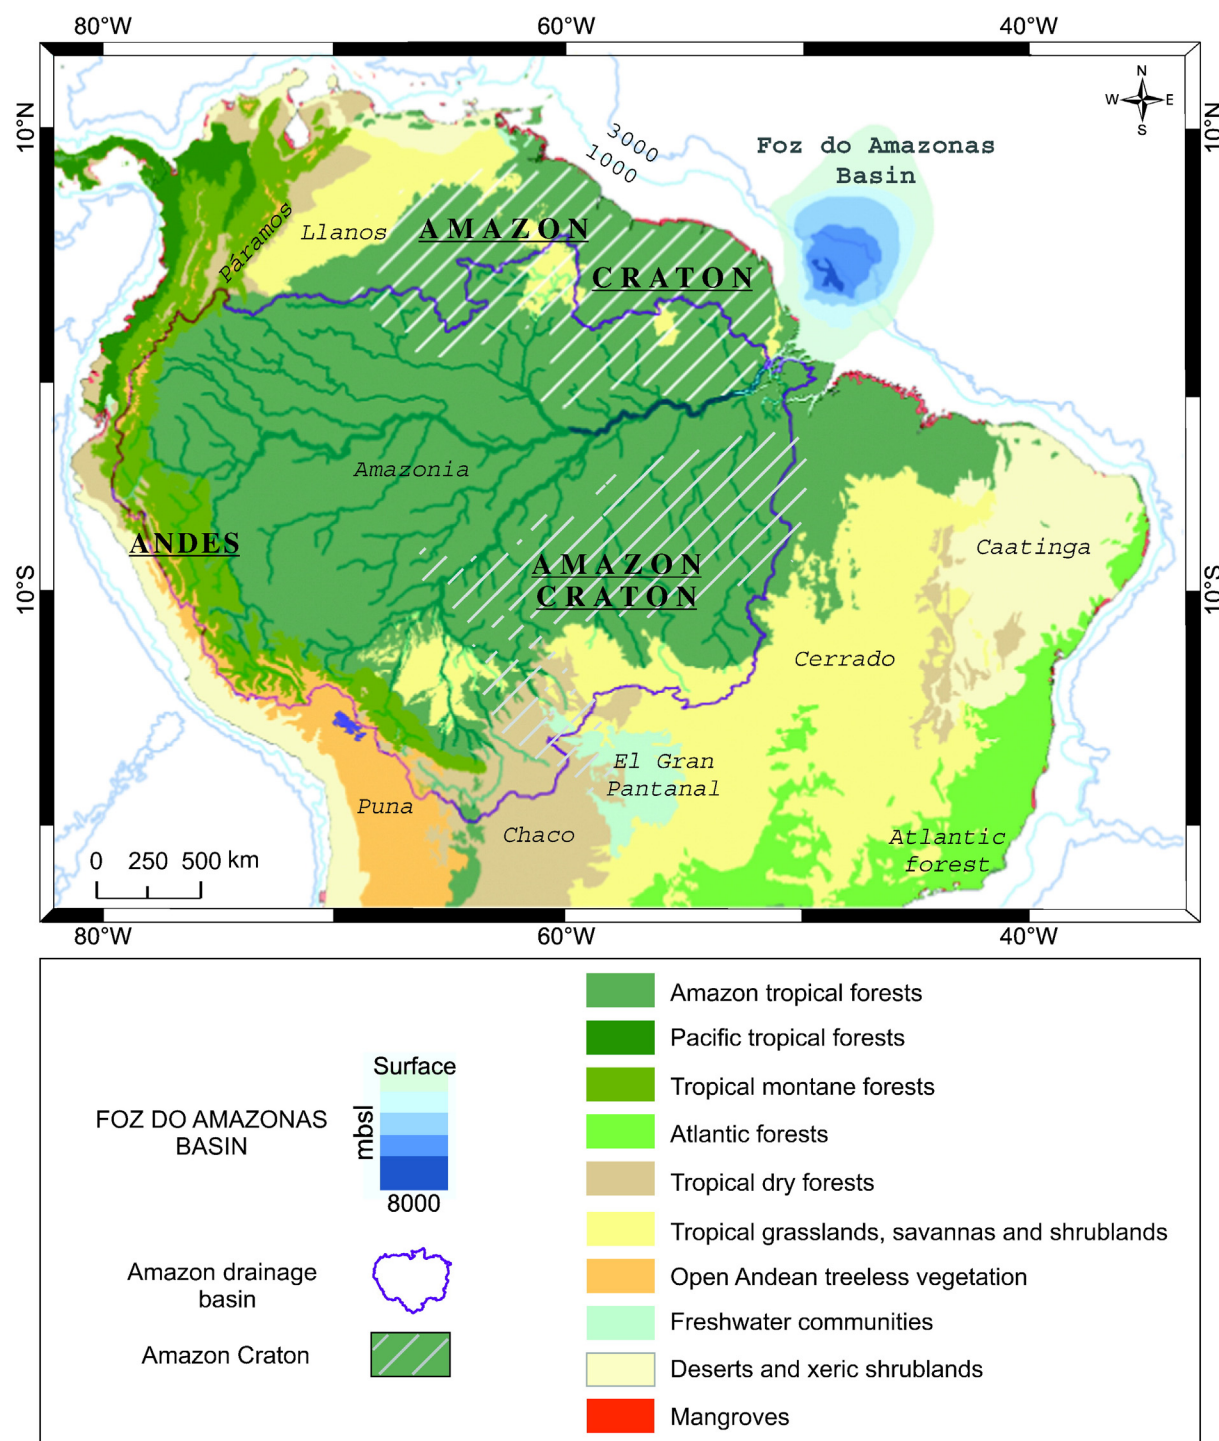 80°W
60°W
40°W
10°N
10°N
N
W E
S
3000
1000
Foz do Amazonas
Basin
Páramos
Llanos
AMAZON
CRATON
Amazonia
ANDES
AMAZON
CRATON
Caatinga
10°S
10°S
Cerrado
El Gran
Pantanal
Puna
Chaco
Atlantic
forest
0 250 500 km
80°W
60°W
40°W
FOZ DO AMAZONAS
BASIN
Surface
mbsl
8000
Amazon drainage
basin
Amazon Craton
Amazon tropical forests
Pacific tropical forests
Tropical montane forests
Atlantic forests
Tropical dry forests
Tropical grasslands, savannas and shrublands
Open Andean treeless vegetation
Freshwater communities
Deserts and xeric shrublands
Mangroves